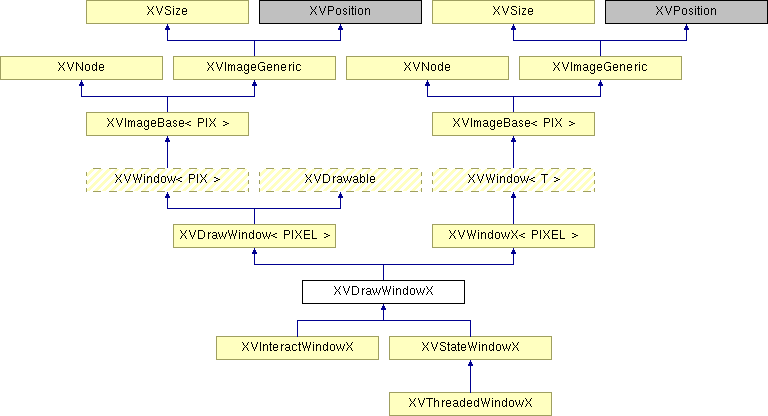 XVSize XVPosition XVSize XVPosition
XVNode XVImageGeneric XVNode XVImageGeneric
XVImageBase< PIX > XVImageBase< PIX >
XVWindow< PIX > XVDrawable XVWindow< T >
XVDrawWindow< PIXEL > XVWindowX< PIXEL >
XVDrawWindowX
XVInteractWindowX XVStateWindowX
XVThreadedWindowX